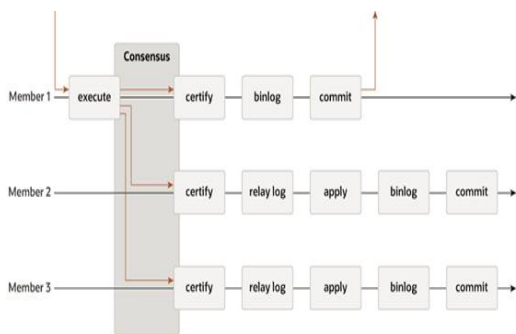 Consensus
Member 1 execute certify binlog commit
Member 2 certify relay log apply binlog commit
Member 3 certify relay log apply binlog commit